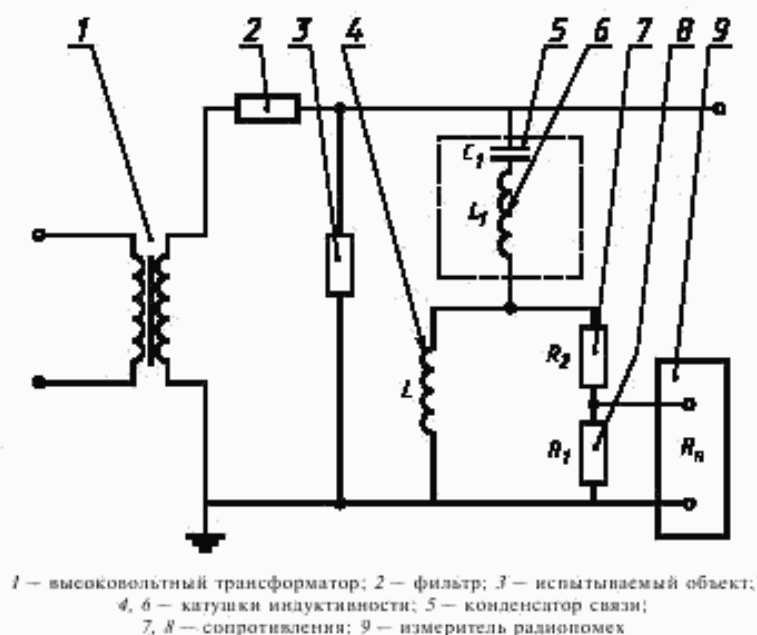 1 2 3 4 5 6 7 8 9
C1
L1
L
R2
R1
Rn
1 — высоковольтный трансформатор; 2 — фильтр; 3 — испытываемый объект;
4, 6 — катушки индуктивности; 5 — конденсатор связи;
7, 8 — сопротивления; 9 — измеритель радиопомех